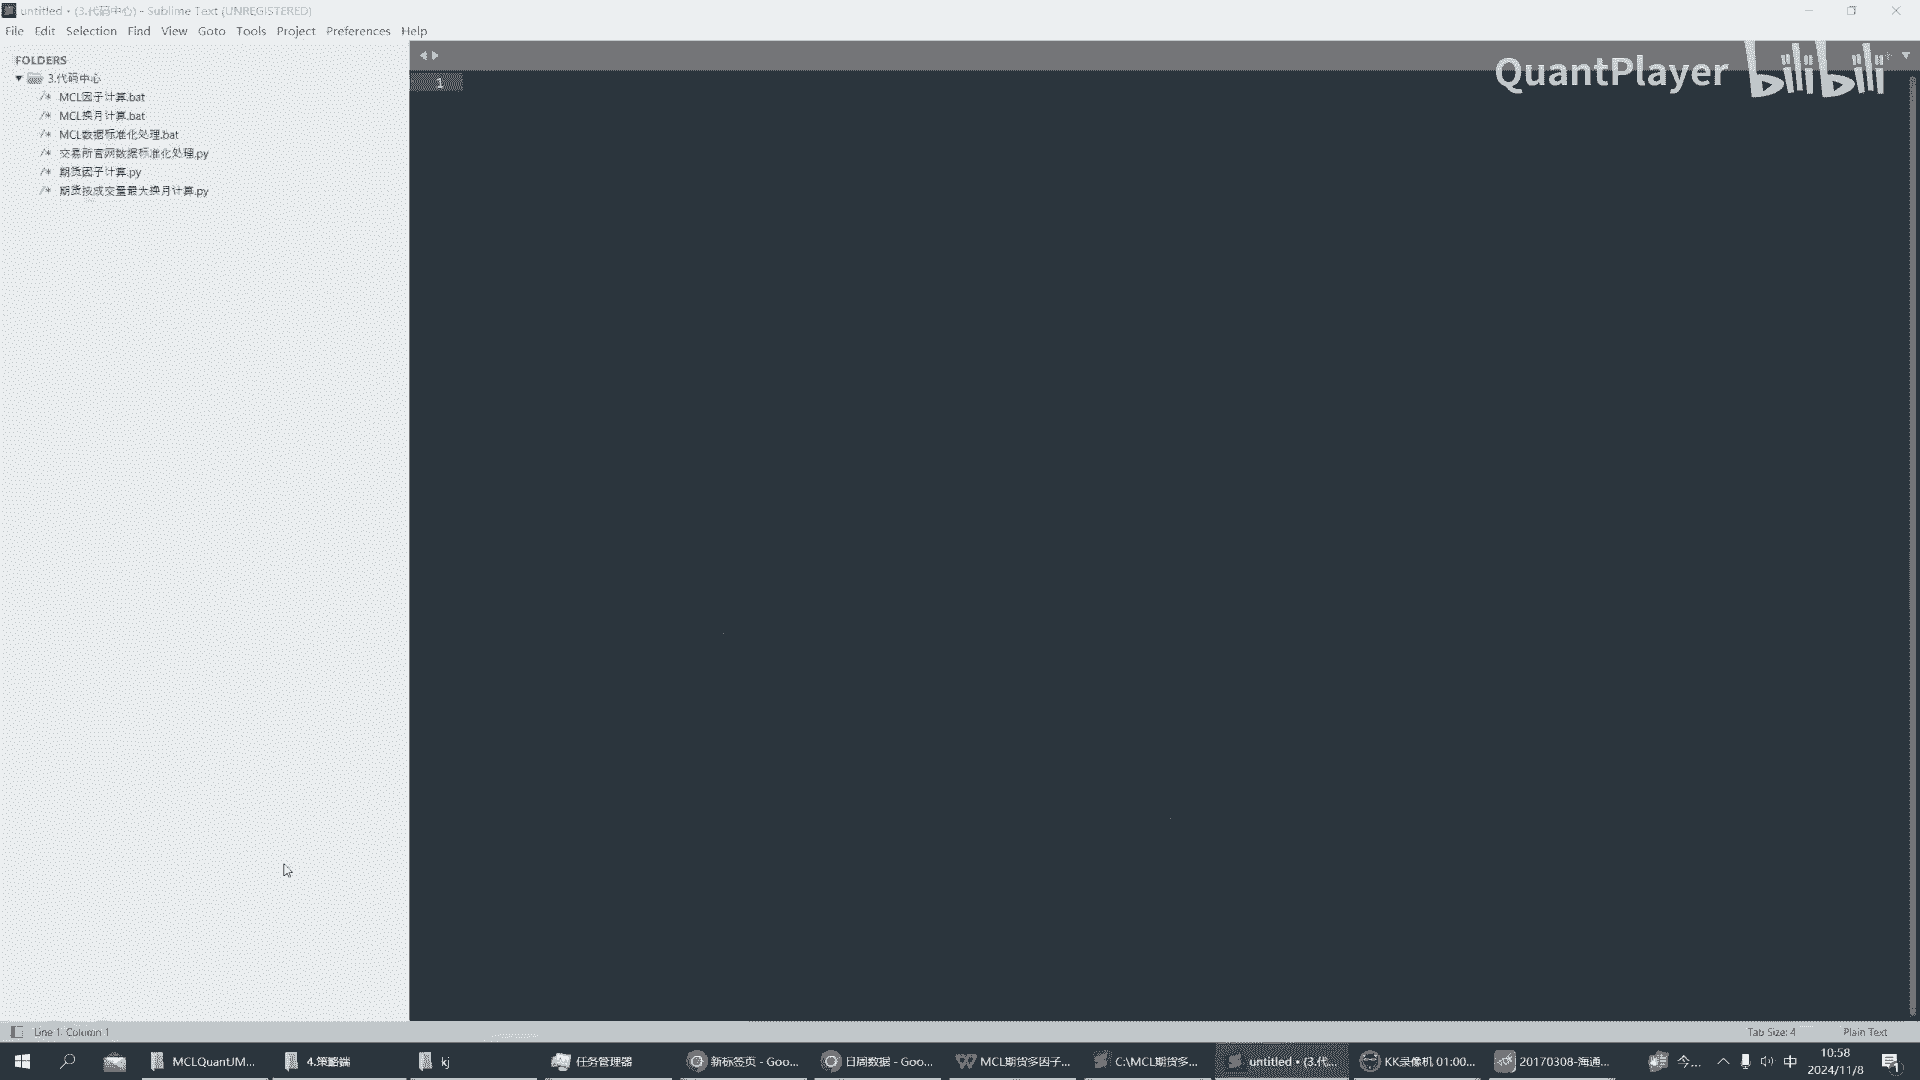 untitled • (3.代码中心) - Sublime Text (UNREGISTERED)
File Edit Selection Find View Goto Tools Project Preferences Help
FOLDERS
3.代码中心
MCL因子计算.bat
MCL换月计算.bat
MCL数据标准化处理.bat
交易所官网数据标准化处理.py
期货因子计算.py
期货按成交量最大换月计算.py
1
QuantPlayer bilibili
Line 1, Column 1
Tab Size: 4 Plain Text
MCLQuantJM...
4.策略端
kj
任务管理器
新标签页 - Goo...
日周数据 - Goo...
MCL期货多因子...
C:\MCL期货多...
untitled • (3.代...
KK录像机 01:00...
20170308-海通...
今...
中
10:58
2024/11/8
1